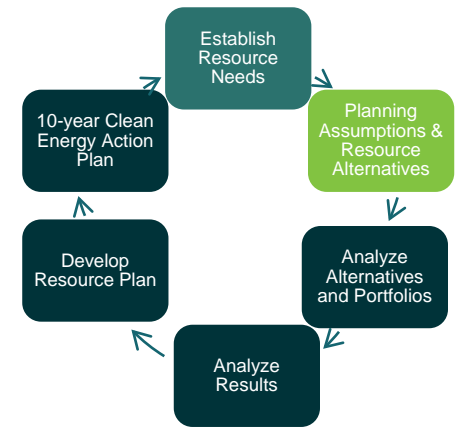 Establish
Resource
Needs
Planning
Assumptions &
Resource
Alternatives
Analyze
Alternatives
and Portfolios
Analyze
Results
Develop
Resource Plan
10-year Clean
Energy Action
Plan